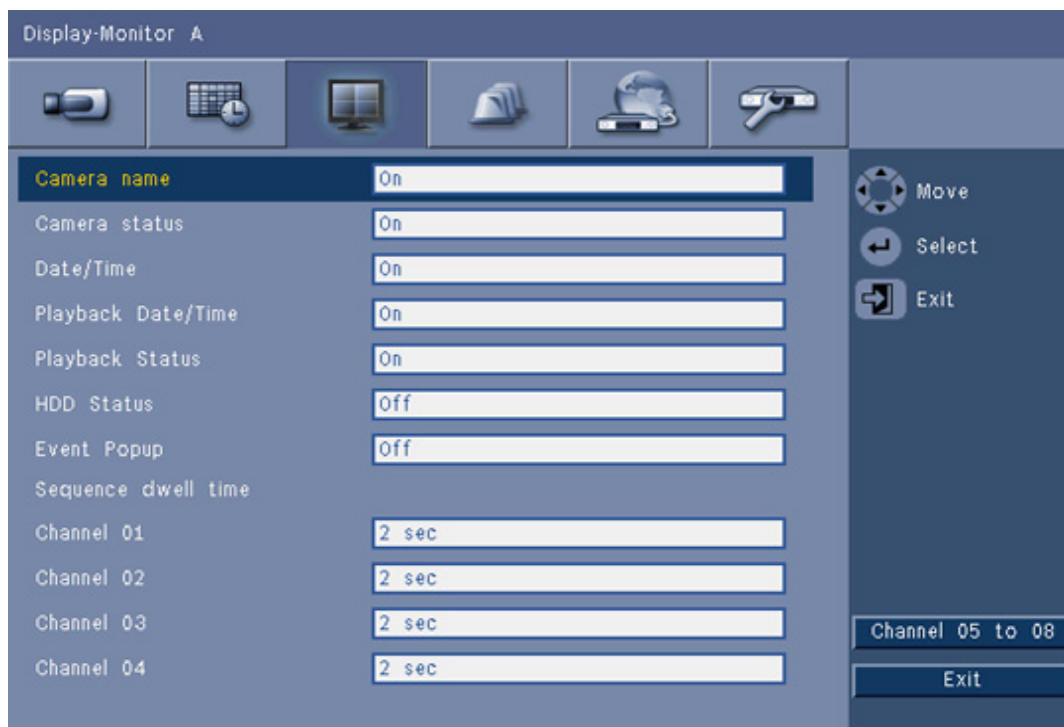 Display-Monitor A
Camera name On
Camera status On
Date/Time On
Playback Date/Time On
Playback Status On
HDD Status Off
Event Popup Off
Sequence dwell time
Channel 01 2 sec
Channel 02 2 sec
Channel 03 2 sec
Channel 04 2 sec
Move
Select
Exit
Channel 05 to 08
Exit